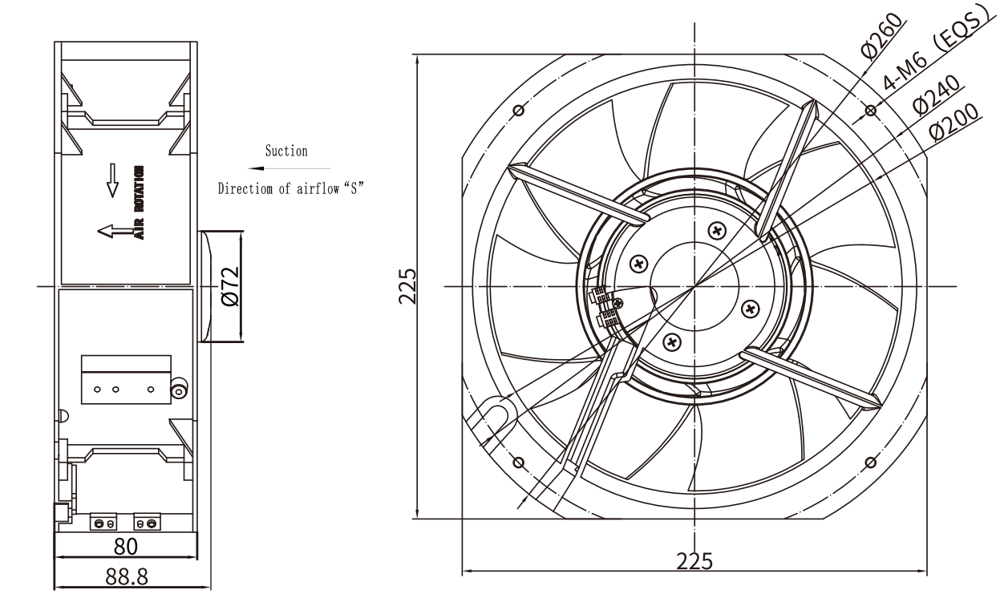 Suction
Directiom of airflow “S”
AIR ROTATION
Ø72
80
88.8
225
225
Ø260
4-M6 (EQS)
Ø240
Ø200